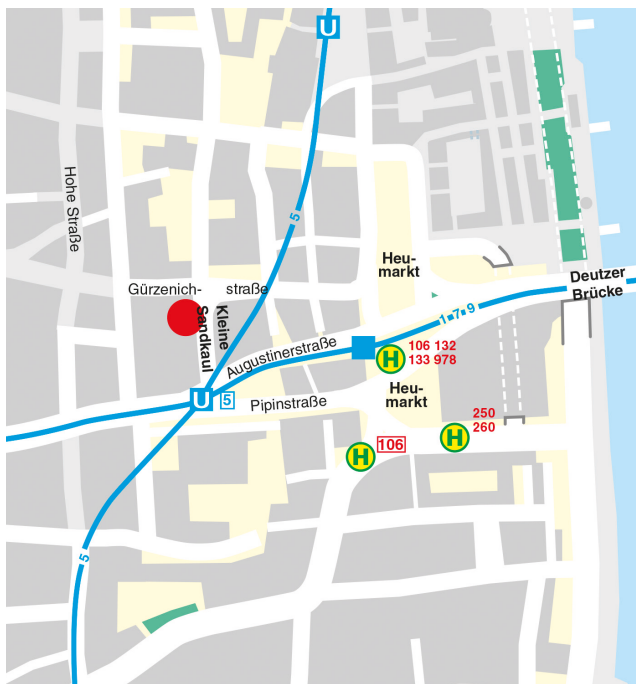 U
5
Hohe Straße
Heu-
markt
Gürzenich- straße
Deutzer
Brücke
Kleine
Sandkaul
1·7·9
Augustinerstraße
H
106 132
133 978
Heu-
markt
U
5
Pipinstraße
250
260
H
106
H
5